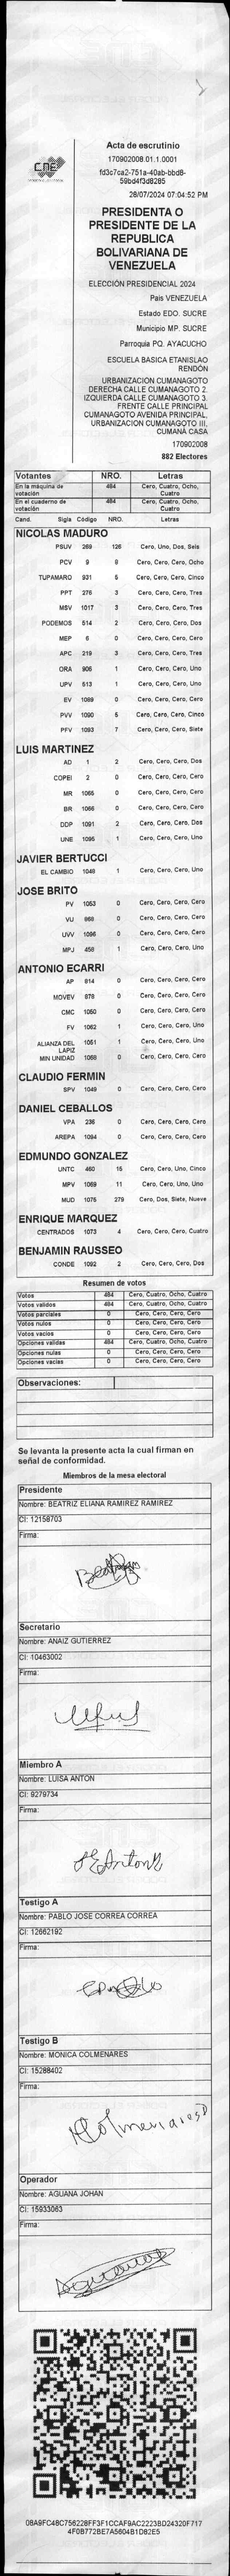 CNE
Acta de escrutinio
170902008.01.1.0001
fd3c7ca2-751a-40ab-bbd8-
59bd4f3d8285
28/07/2024 07:04:52 PM
PRESIDENTA O
PRESIDENTE DE LA
REPUBLICA
BOLIVARIANA DE
VENEZUELA
ELECCIÓN PRESIDENCIAL 2024
Pais VENEZUELA
Estado EDO. SUCRE
Municipio MP. SUCRE
Parroquia PQ. AYACUCHO
ESCUELA BASICA ETANISLAO
RENDÓN
URBANIZACION CUMANAGOTO
DERECHA CALLE CUMANAGOTO 2.
IZQUIERDA CALLE CUMANAGOTO 3.
FRENTE CALLE PRINCIPAL
CUMANAGOTO AVENIDA PRINCIPAL,
URBANIZACION CUMANAGOTO III,
CUMANÁ CASA
170902008
882 Electores
Votantes NRO. Letras
En la máquina de votación 484 Cero, Cuatro, Ocho, Cuatro
En el cuaderno de votación 484 Cero, Cuatro, Ocho, Cuatro
Cand. Sigla Código NRO. Letras
NICOLAS MADURO
PSUV 269 126 Cero, Uno, Dos, Seis
PCV 9 8 Cero, Cero, Cero, Ocho
TUPAMARO 931 5 Cero, Cero, Cero, Cinco
PPT 276 3 Cero, Cero, Cero, Tres
MSV 1017 3 Cero, Cero, Cero, Tres
PODEMOS 514 2 Cero, Cero, Cero, Dos
MEP 6 0 Cero, Cero, Cero, Cero
APC 219 3 Cero, Cero, Cero, Tres
ORA 906 1 Cero, Cero, Cero, Uno
UPV 513 1 Cero, Cero, Cero, Uno
EV 1089 0 Cero, Cero, Cero, Cero
PVV 1090 5 Cero, Cero, Cero, Cinco
PFV 1093 7 Cero, Cero, Cero, Siete
LUIS MARTINEZ
AD 1 2 Cero, Cero, Cero, Dos
COPEI 2 0 Cero, Cero, Cero, Cero
MR 1065 0 Cero, Cero, Cero, Cero
BR 1066 0 Cero, Cero, Cero, Cero
DDP 1091 2 Cero, Cero, Cero, Dos
UNE 1095 1 Cero, Cero, Cero, Uno
JAVIER BERTUCCI
EL CAMBIO 1048 1 Cero, Cero, Cero, Uno
JOSE BRITO
PV 1053 0 Cero, Cero, Cero, Cero
VU 868 0 Cero, Cero, Cero, Cero
UVV 1096 0 Cero, Cero, Cero, Cero
MPJ 458 1 Cero, Cero, Cero, Uno
ANTONIO ECARRI
AP 814 0 Cero, Cero, Cero, Cero
MOVEV 878 0 Cero, Cero, Cero, Cero
CMC 1050 0 Cero, Cero, Cero, Cero
FV 1062 1 Cero, Cero, Cero, Uno
ALIANZA DEL LAPIZ 1051 1 Cero, Cero, Cero, Uno
MIN UNIDAD 1068 0 Cero, Cero, Cero, Cero
CLAUDIO FERMIN
SPV 1049 0 Cero, Cero, Cero, Cero
DANIEL CEBALLOS
VPA 236 0 Cero, Cero, Cero, Cero
AREPA 1084 0 Cero, Cero, Cero, Cero
EDMUNDO GONZALEZ
UNTC 460 15 Cero, Cero, Uno, Cinco
MPV 1069 11 Cero, Cero, Uno, Uno
MUD 1075 279 Cero, Dos, Siete, Nueve
ENRIQUE MARQUEZ
CENTRADOS 1073 4 Cero, Cero, Cero, Cuatro
BENJAMIN RAUSSEO
CONDE 1092 2 Cero, Cero, Cero, Dos
Resumen de votos
Votos 484 Cero, Cuatro, Ocho, Cuatro
Votos validos 484 Cero, Cuatro, Ocho, Cuatro
Votos parciales 0 Cero, Cero, Cero, Cero
Votos nulos 0 Cero, Cero, Cero, Cero
Votos vacios 0 Cero, Cero, Cero, Cero
Opciones validas 484 Cero, Cuatro, Ocho, Cuatro
Opciones nulas 0 Cero, Cero, Cero, Cero
Opciones vacias 0 Cero, Cero, Cero, Cero
Observaciones:
Se levanta la presente acta la cual firman en
señal de conformidad.
Miembros de la mesa electoral
Presidente
Nombre: BEATRIZ ELIANA RAMIREZ RAMIREZ
CI: 12158703
Firma:
Secretario
Nombre: ANAIZ GUTIERREZ
CI: 10463002
Firma:
Miembro A
Nombre: LUISA ANTON
CI: 9279734
Firma:
Testigo A
Nombre: PABLO JOSE CORREA CORREA
CI: 12662192
Firma:
Testigo B
Nombre: MONICA COLMENARES
CI: 15288402
Firma:
Colmenares
Operador
Nombre: AGUANA JOHAN
CI: 15933063
Firma:
08A9FC48C756228FF3F1CCAF9AC2223BD24320F717
4F0B772BE7A5604B1D82E5